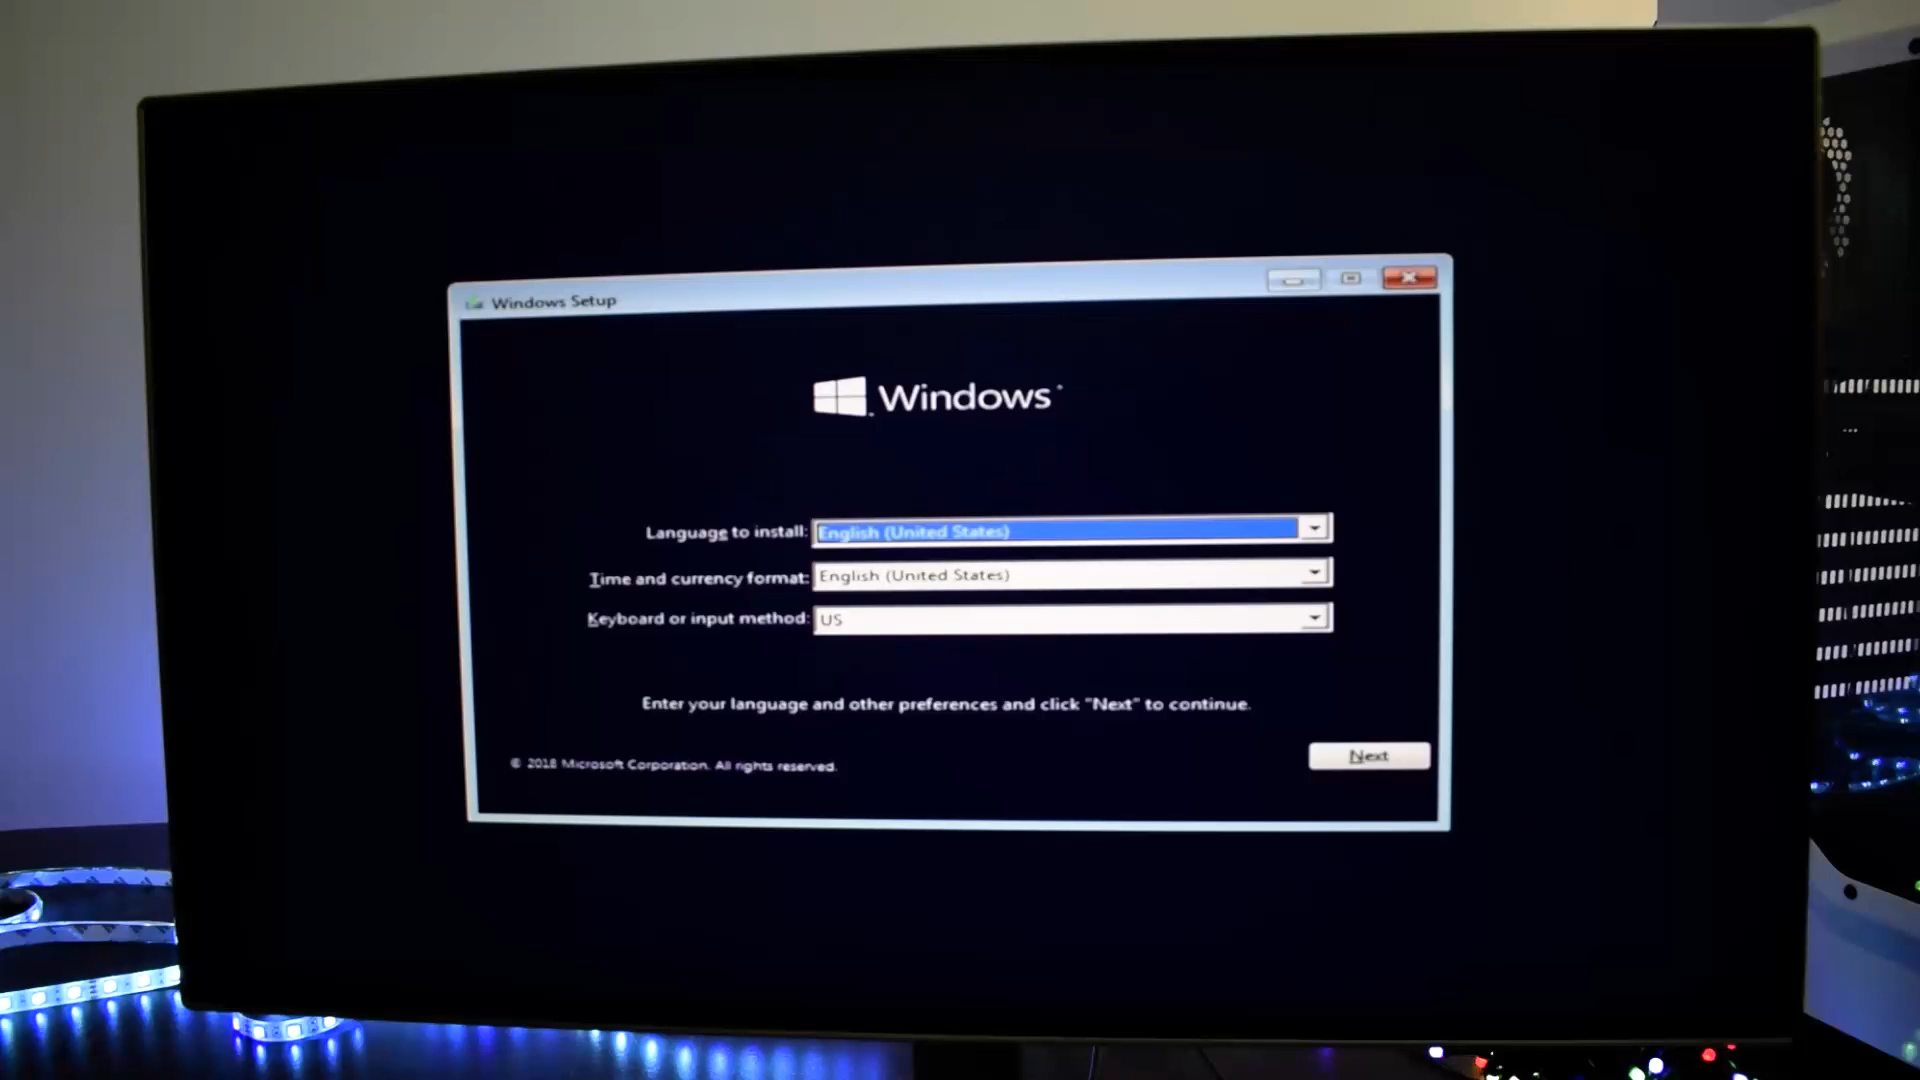 Windows Setup
Windows
Language to install: English (United States)
Time and currency format: English (United States)
Keyboard or input method: US
Enter your language and other preferences and click "Next" to continue.
© 2018 Microsoft Corporation. All rights reserved.
Next